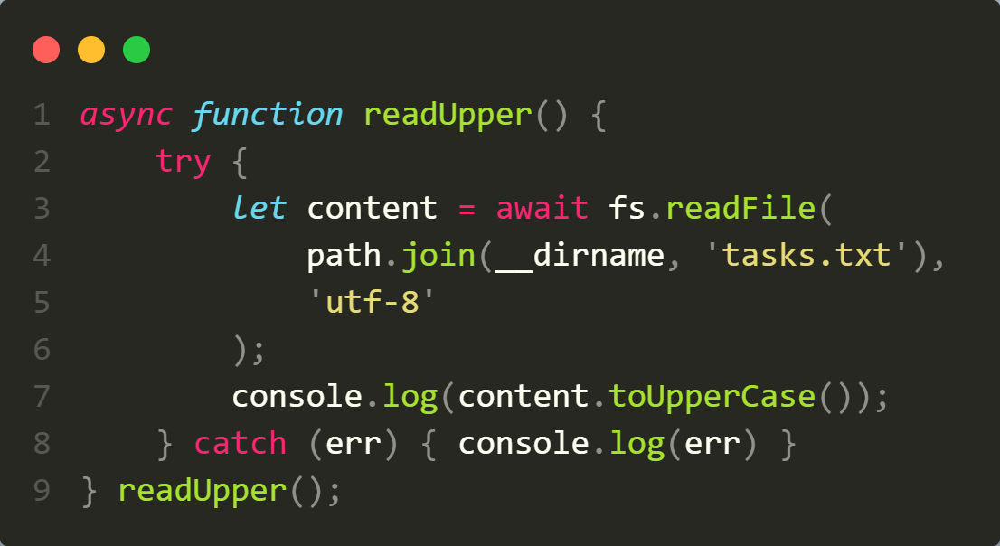 1 async function readUpper() {
2     try {
3         let content = await fs.readFile(
4             path.join(__dirname, 'tasks.txt'),
5             'utf-8'
6         );
7         console.log(content.toUpperCase());
8     } catch (err) { console.log(err) }
9 } readUpper();